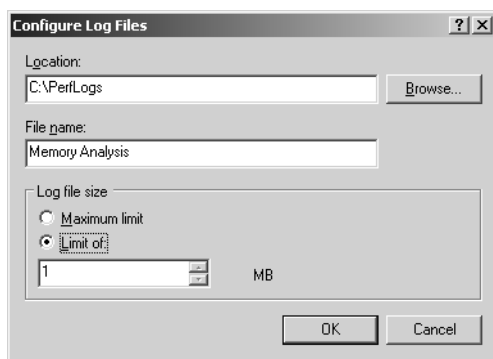 Configure Log Files ? X
Location:
C:\PerfLogs
Browse...
File name:
Memory Analysis
Log file size
Maximum limit
Limit of:
1
MB
OK Cancel